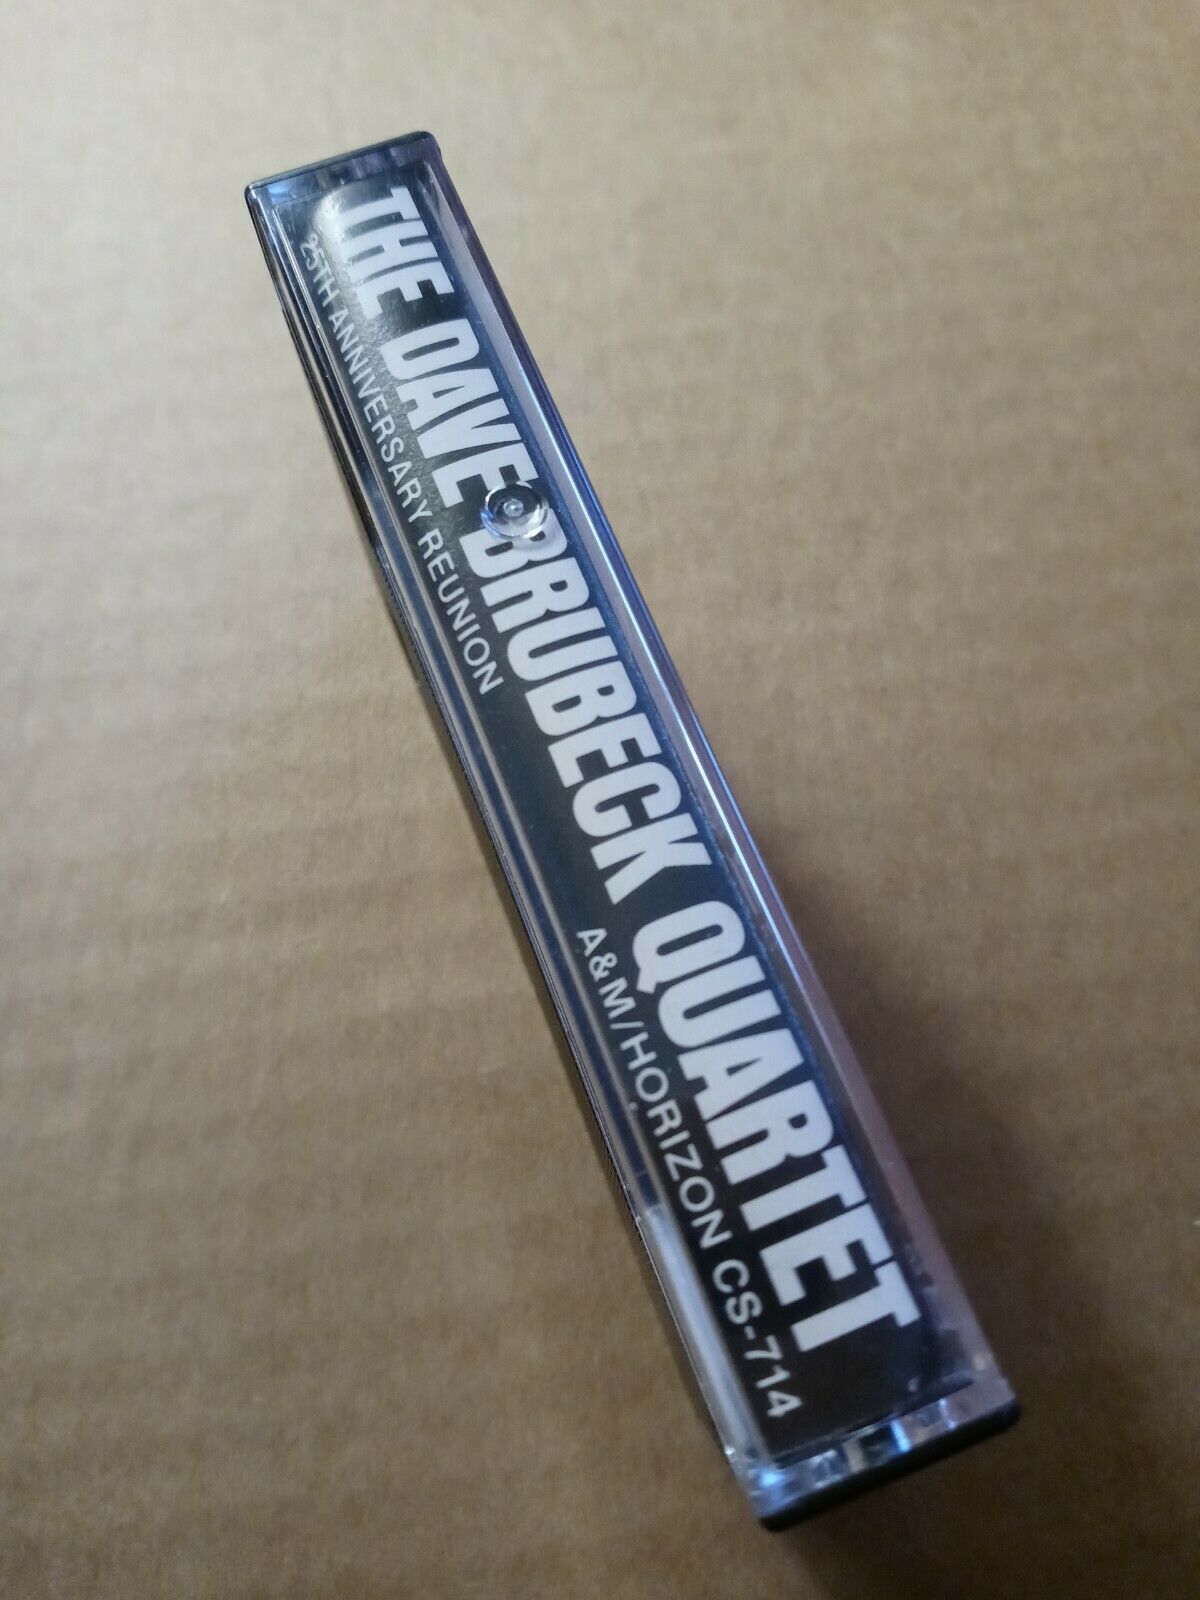 THE DAVE BRUBECK QUARTET
25TH ANNIVERSARY REUNION
A&M/HORIZON CS-714